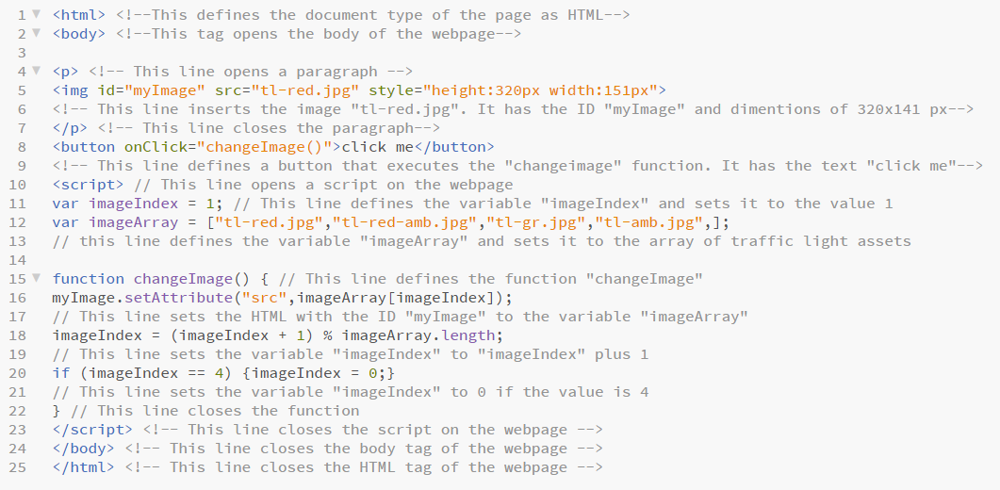 1 <html> <!--This defines the document type of the page as HTML-->
2 <body> <!--This tag opens the body of the webpage-->
3
4 <p> <!-- This line opens a paragraph -->
5 <img id="myImage" src="tl-red.jpg" style="height:320px width:151px">
6 <!-- This line inserts the image "tl-red.jpg". It has the ID "myImage" and dimentions of 320x141 px-->
7 </p> <!-- This line closes the paragraph-->
8 <button onClick="changeImage()">click me</button>
9 <!-- This line defines a button that executes the "changeimage" function. It has the text "click me"-->
10 <script> // This line opens a script on the webpage
11 var imageIndex = 1; // This line defines the variable "imageIndex" and sets it to the value 1
12 var imageArray = ["tl-red.jpg","tl-red-amb.jpg","tl-gr.jpg","tl-amb.jpg",];
13 // this line defines the variable "imageArray" and sets it to the array of traffic light assets
14
15 function changeImage() { // This line defines the function "changeImage"
16 myImage.setAttribute("src",imageArray[imageIndex]);
17 // This line sets the HTML with the ID "myImage" to the variable "imageArray"
18 imageIndex = (imageIndex + 1) % imageArray.length;
19 // This line sets the variable "imageIndex" to "imageIndex" plus 1
20 if (imageIndex == 4) {imageIndex = 0;}
21 // This line sets the variable "imageIndex" to 0 if the value is 4
22 } // This line closes the function
23 </script> <!-- This line closes the script on the webpage -->
24 </body> <!-- This line closes the body tag of the webpage -->
25 </html> <!-- This line closes the HTML tag of the webpage -->